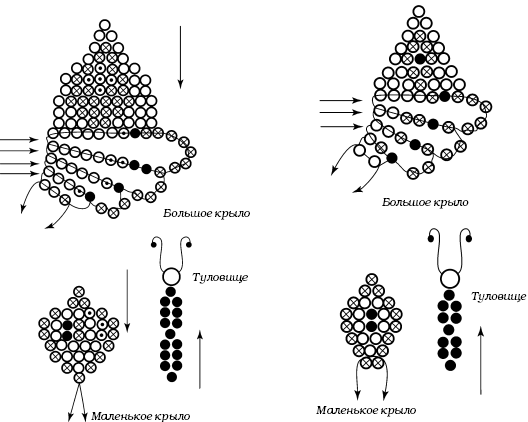 Большое крыло
Большое крыло
Туловище
Туловище
Маленькое крыло
Маленькое крыло